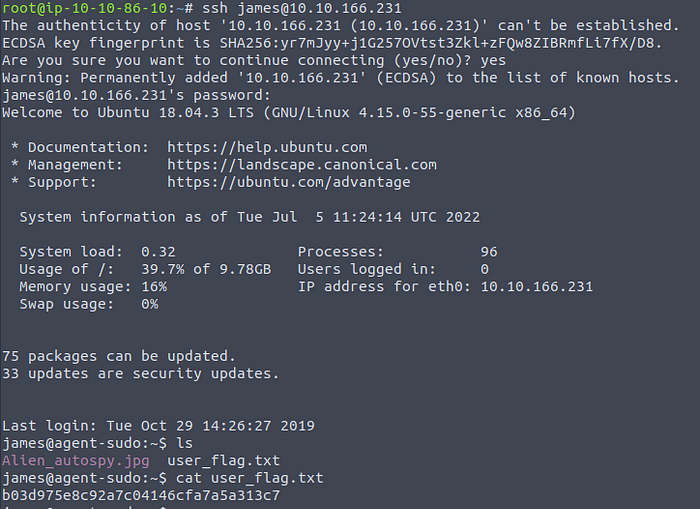 root@ip-10-10-86-10:~# ssh james@10.10.166.231
The authenticity of host '10.10.166.231 (10.10.166.231)' can't be established.
ECDSA key fingerprint is SHA256:yr7mJyy+j1G257OVtst3Zkl+zFQw8ZIBRmfLi7fX/D8.
Are you sure you want to continue connecting (yes/no)? yes
Warning: Permanently added '10.10.166.231' (ECDSA) to the list of known hosts.
james@10.10.166.231's password:
Welcome to Ubuntu 18.04.3 LTS (GNU/Linux 4.15.0-55-generic x86_64)
* Documentation:  https://help.ubuntu.com
* Management:     https://landscape.canonical.com
* Support:        https://ubuntu.com/advantage
System information as of Tue Jul  5 11:24:14 UTC 2022
System load:  0.32               Processes:           96
Usage of /:   39.7% of 9.78GB   Users logged in:     0
Memory usage: 16%                IP address for eth0: 10.10.166.231
Swap usage:   0%
75 packages can be updated.
33 updates are security updates.
Last login: Tue Oct 29 14:26:27 2019
james@agent-sudo:~$ ls
Alien_autospy.jpg  user_flag.txt
james@agent-sudo:~$ cat user_flag.txt
b03d975e8c92a7c04146cfa7a5a313c7